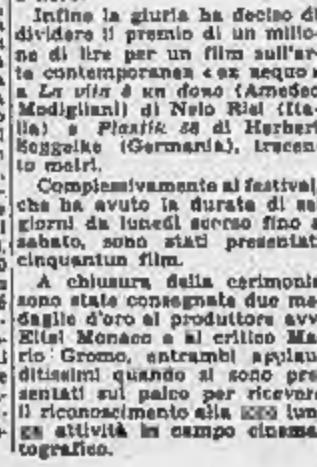 Infine la giuria ha deciso di
dividere il premio di un milio-
ne di lire per un film sull'ar-
te contemporanea « ex aequo »
a La vita è un dono (Amedeo
Modigliani) di Nelo Risi (Ita-
lia) e Plastik 58 di Herbert
Seggelke (Germania), trecen-
to metri.
Complessivamente al festival,
che ha avuto la durata di sei
giorni da lunedì scorso fino a
sabato, sono stati presentati
cinquantun film.
A chiusura della cerimonia
sono state consegnate due me-
daglie d'oro al produttore avv
Eitel Monaco e al critico Ma
rio Gromo, entrambi applau
ditissimi quando si sono pre
sentati sul palco per ricevere
il riconoscimento alla loro lun
ga attività in campo cinema
tografico.